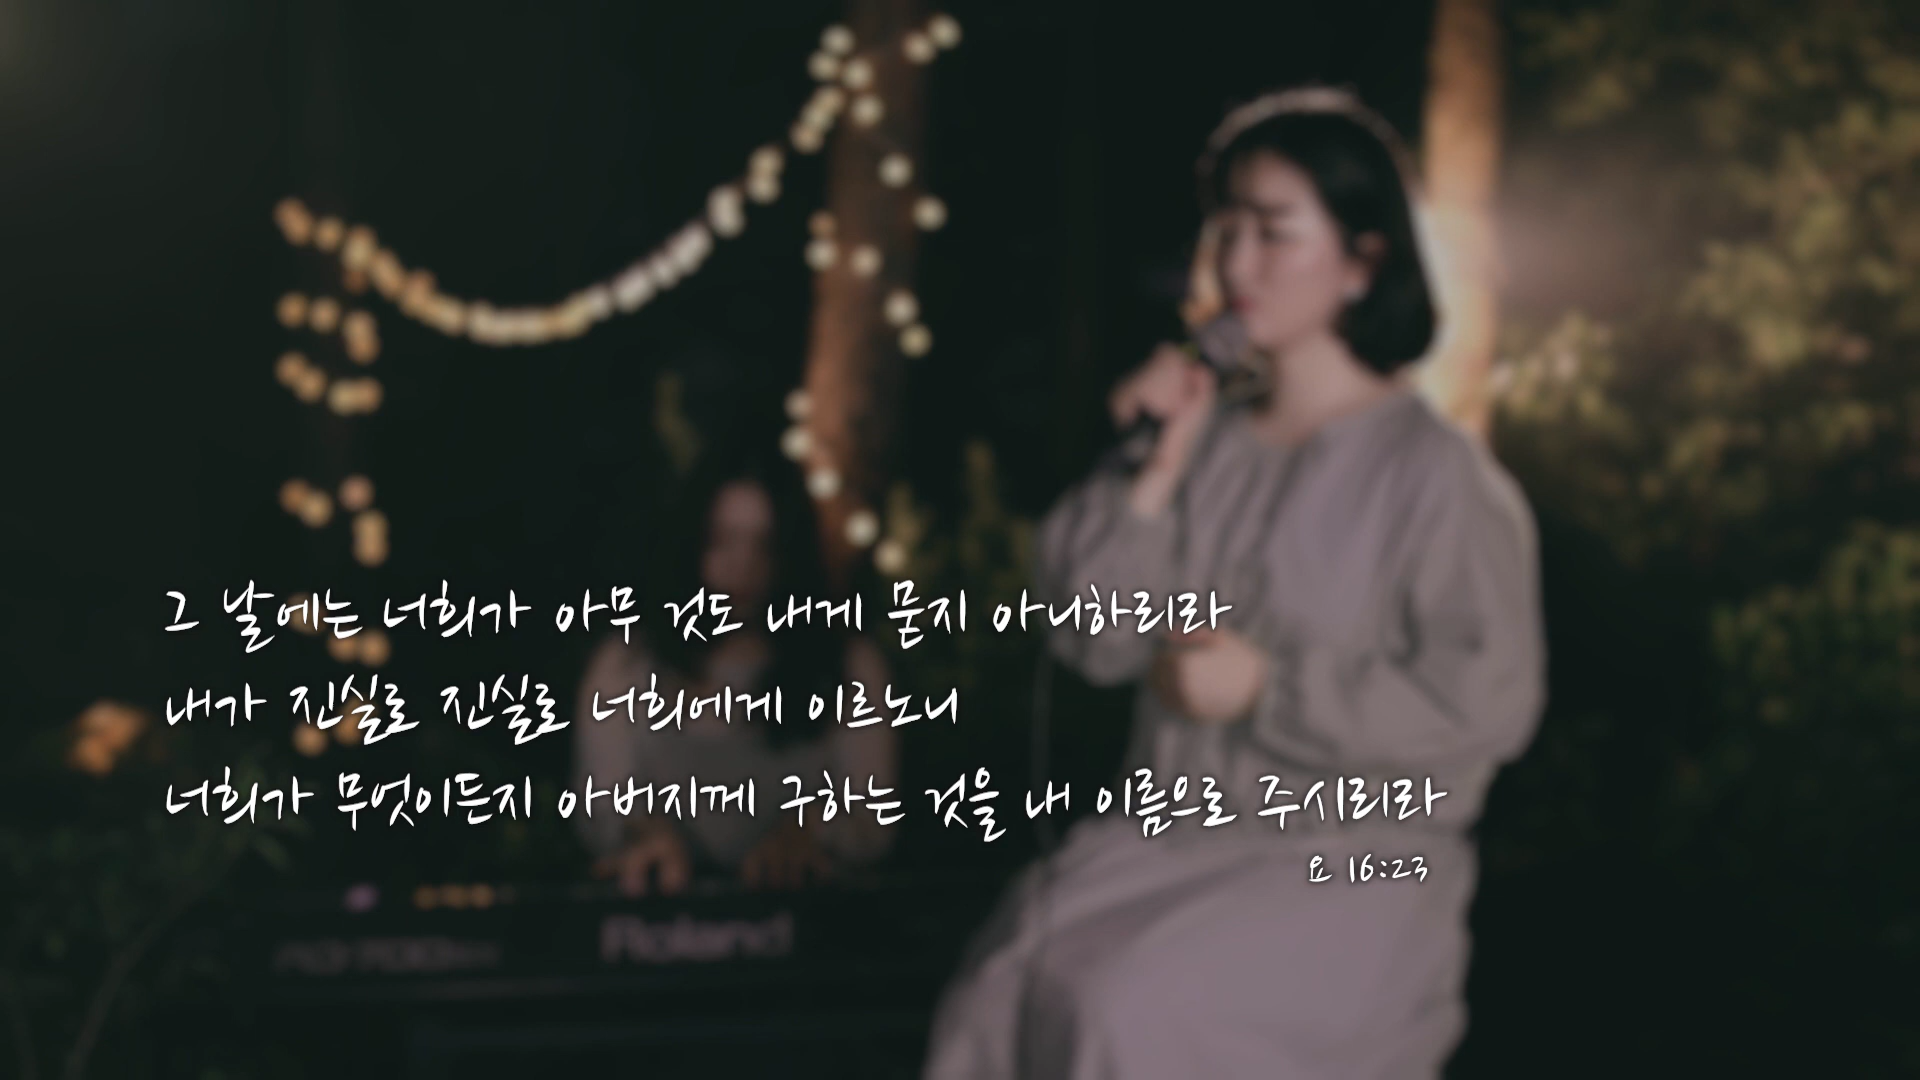 그 날에는 너희가 아무 것도 내게 묻지 아니하리라
내가 진실로 진실로 너희에게 이르노니
너희가 무엇이든지 아버지께 구하는 것을 내 이름으로 주시리라
요 16:23
Roland